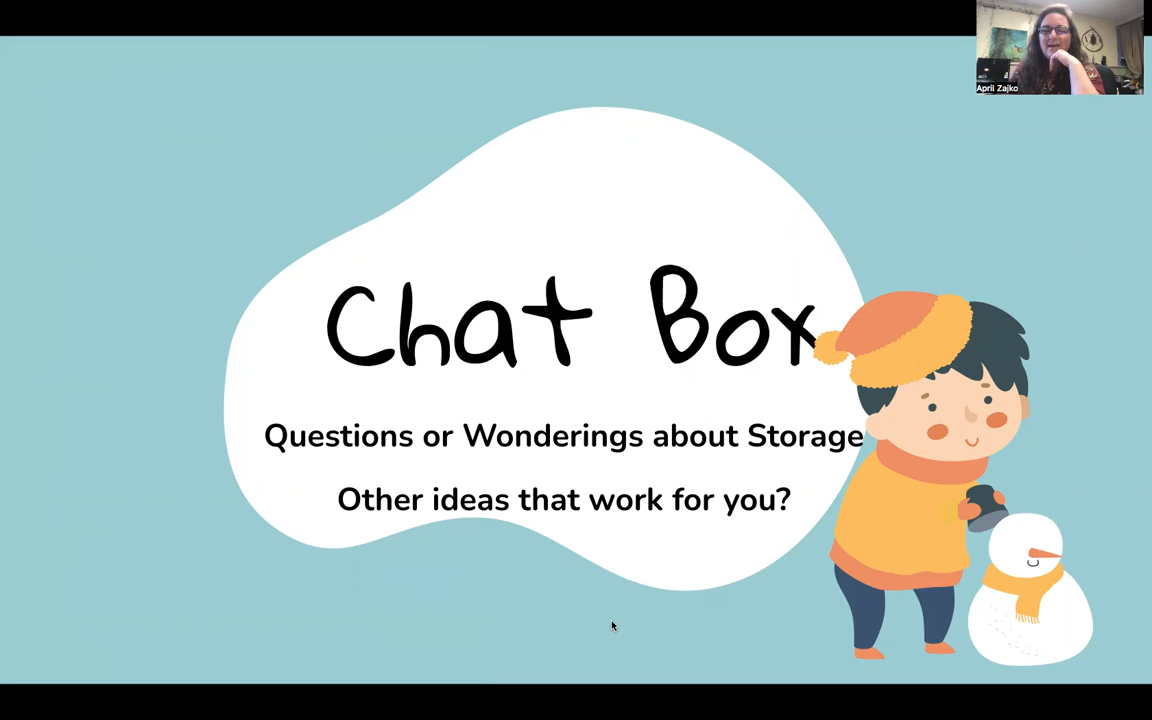 April Zajko
Chat Box
Questions or Wonderings about Storage
Other ideas that work for you?